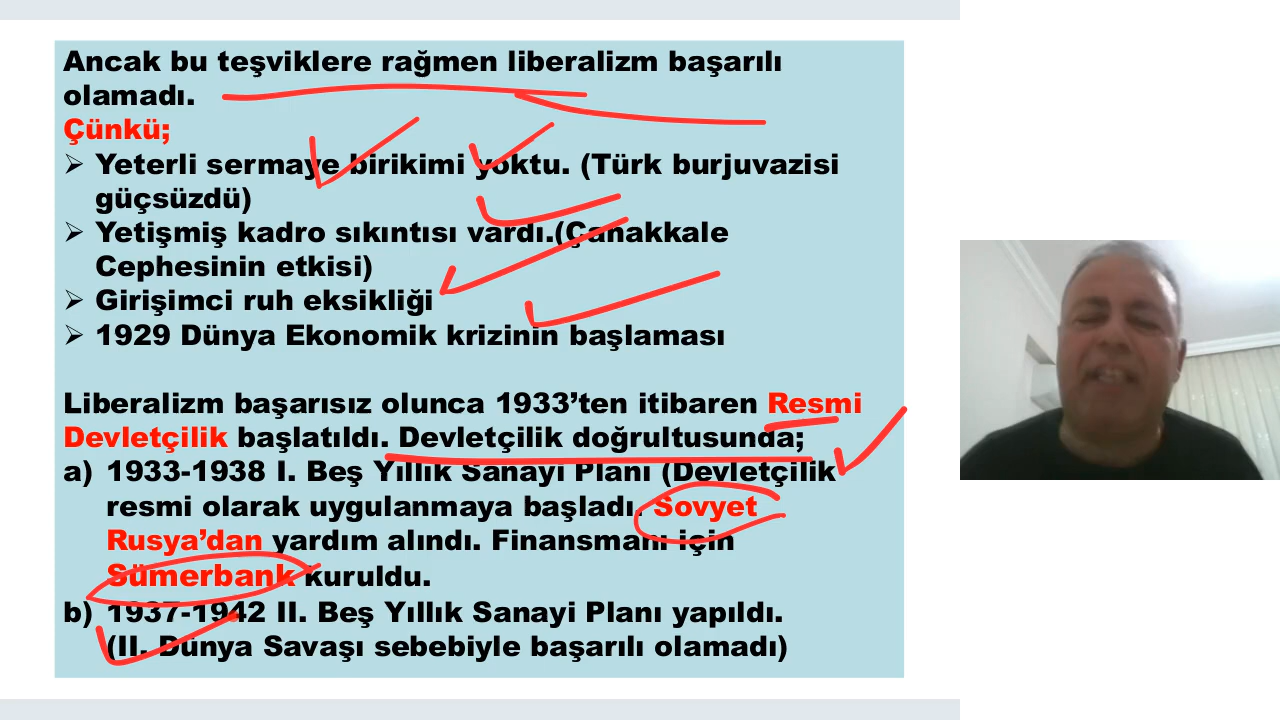 Ancak bu teşviklere rağmen liberalizm başarılı
olamadı.
Çünkü;
➢ Yeterli sermaye birikimi yoktu. (Türk burjuvazisi
güçsüzdü)
➢ Yetişmiş kadro sıkıntısı vardı.(Çanakkale
Cephesinin etkisi)
➢ Girişimci ruh eksikliği
➢ 1929 Dünya Ekonomik krizinin başlaması
Liberalizm başarısız olunca 1933’ten itibaren Resmi
Devletçilik başlatıldı. Devletçilik doğrultusunda;
a) 1933-1938 I. Beş Yıllık Sanayi Planı (Devletçilik
resmi olarak uygulanmaya başladı. Sovyet
Rusya’dan yardım alındı. Finansmanı için
Sümerbank kuruldu.
b) 1937-1942 II. Beş Yıllık Sanayi Planı yapıldı.
(II. Dünya Savaşı sebebiyle başarılı olamadı)